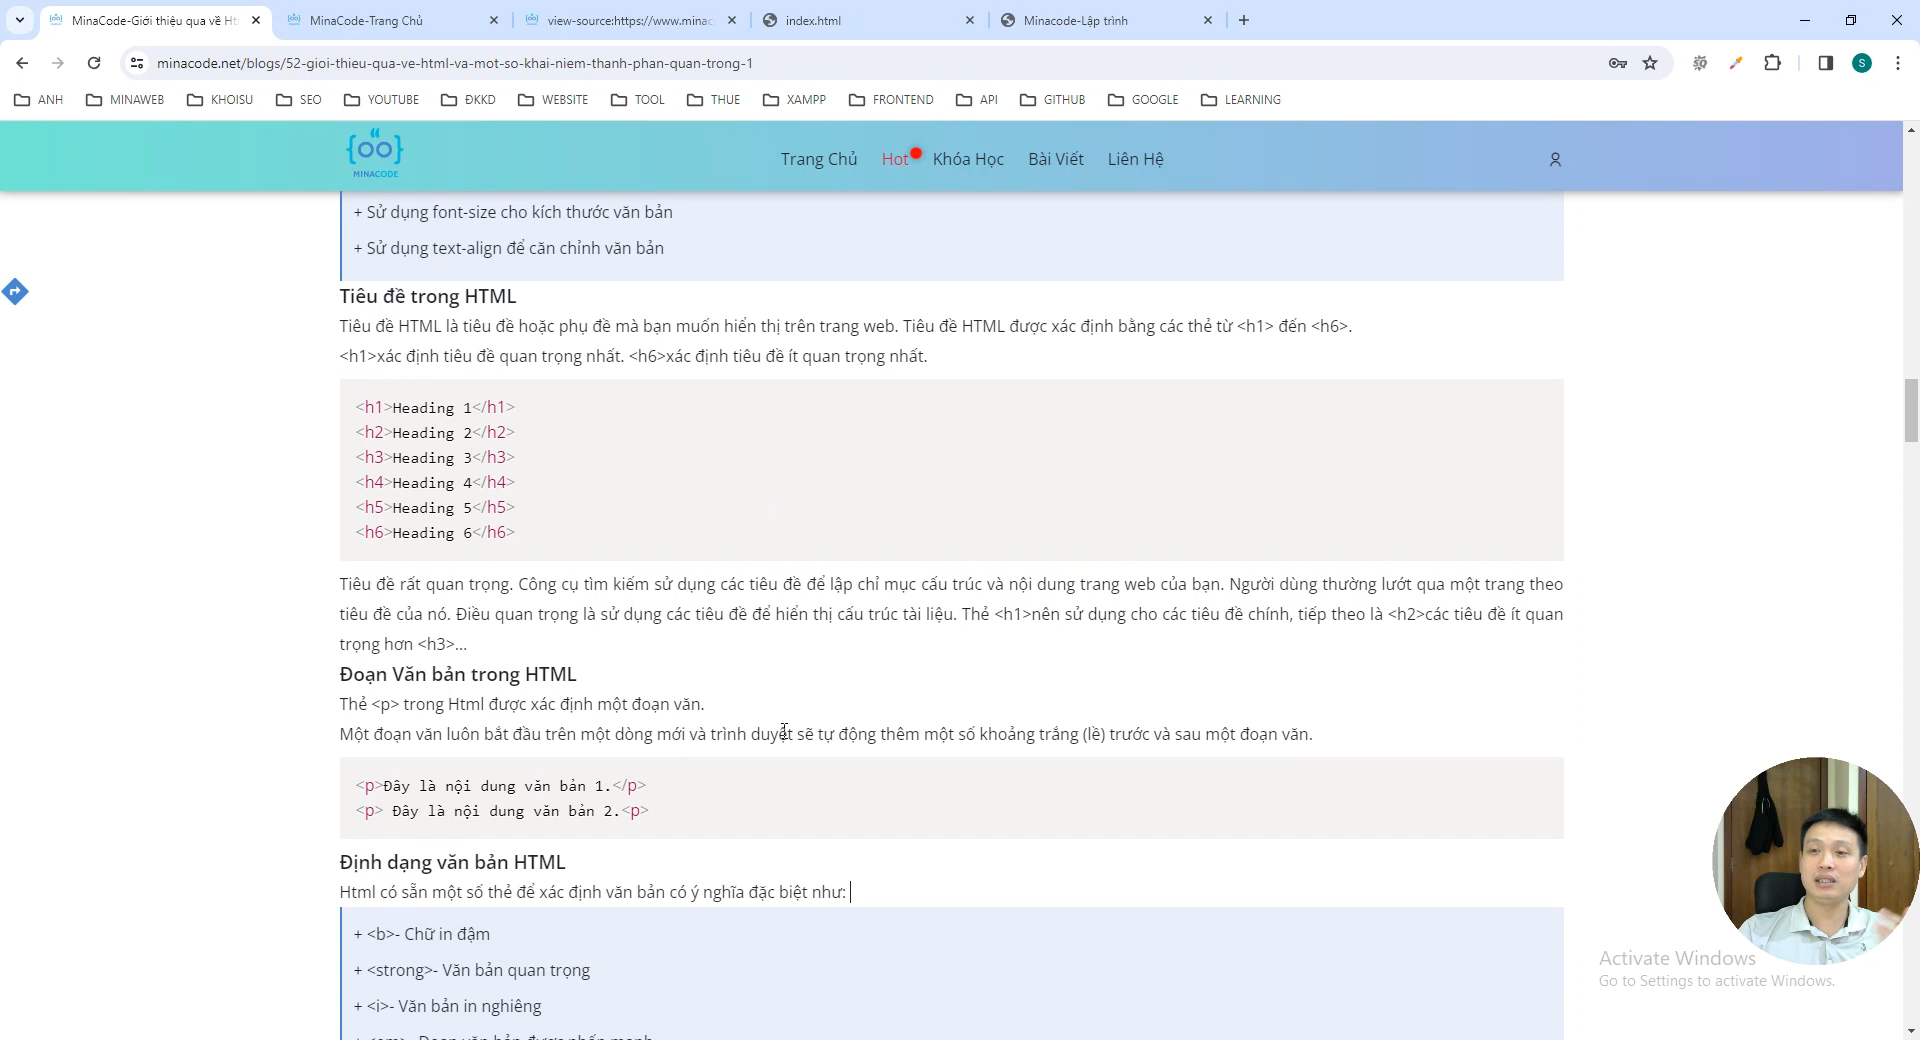 MinaCode-Giới thiệu qua về Ht
MinaCode-Trang Chủ
view-source:https://www.minac
index.html
Minacode-Lập trình
minacode.net/blogs/52-gioi-thieu-qua-ve-html-va-mot-so-khai-niem-thanh-phan-quan-trong-1
S
ANH
MINAWEB
KHOISU
SEO
YOUTUBE
ĐKKD
WEBSITE
TOOL
THUE
XAMPP
FRONTEND
API
GITHUB
GOOGLE
LEARNING
MINACODE
Trang Chủ
Hot
Khóa Học
Bài Viết
Liên Hệ
+ Sử dụng font-size cho kích thước văn bản
+ Sử dụng text-align để căn chỉnh văn bản
Tiêu đề trong HTML
Tiêu đề HTML là tiêu đề hoặc phụ đề mà bạn muốn hiển thị trên trang web. Tiêu đề HTML được xác định bằng các thẻ từ <h1> đến <h6>.
<h1>xác định tiêu đề quan trọng nhất. <h6>xác định tiêu đề ít quan trọng nhất.
<h1>Heading 1</h1>
<h2>Heading 2</h2>
<h3>Heading 3</h3>
<h4>Heading 4</h4>
<h5>Heading 5</h5>
<h6>Heading 6</h6>
Tiêu đề rất quan trọng. Công cụ tìm kiếm sử dụng các tiêu đề để lập chỉ mục cấu trúc và nội dung trang web của bạn. Người dùng thường lướt qua một trang theo
tiêu đề của nó. Điều quan trọng là sử dụng các tiêu đề để hiển thị cấu trúc tài liệu. Thẻ <h1>nên sử dụng cho các tiêu đề chính, tiếp theo là <h2>các tiêu đề ít quan
trọng hơn <h3>...
Đoạn Văn bản trong HTML
Thẻ <p> trong Html được xác định một đoạn văn.
Một đoạn văn luôn bắt đầu trên một dòng mới và trình duyệt sẽ tự động thêm một số khoảng trắng (lề) trước và sau một đoạn văn.
<p>Đây là nội dung văn bản 1.</p>
<p> Đây là nội dung văn bản 2.<p>
Định dạng văn bản HTML
Html có sẵn một số thẻ để xác định văn bản có ý nghĩa đặc biệt như:
+ <b>- Chữ in đậm
+ <strong>- Văn bản quan trọng
+ <i>- Văn bản in nghiêng
Activate Windows
Go to Settings to activate Windows.